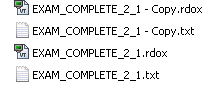 EXAM_COMPLETE_2_1 - Copy.rdox
EXAM_COMPLETE_2_1 - Copy.txt
EXAM_COMPLETE_2_1.rdox
EXAM_COMPLETE_2_1.txt